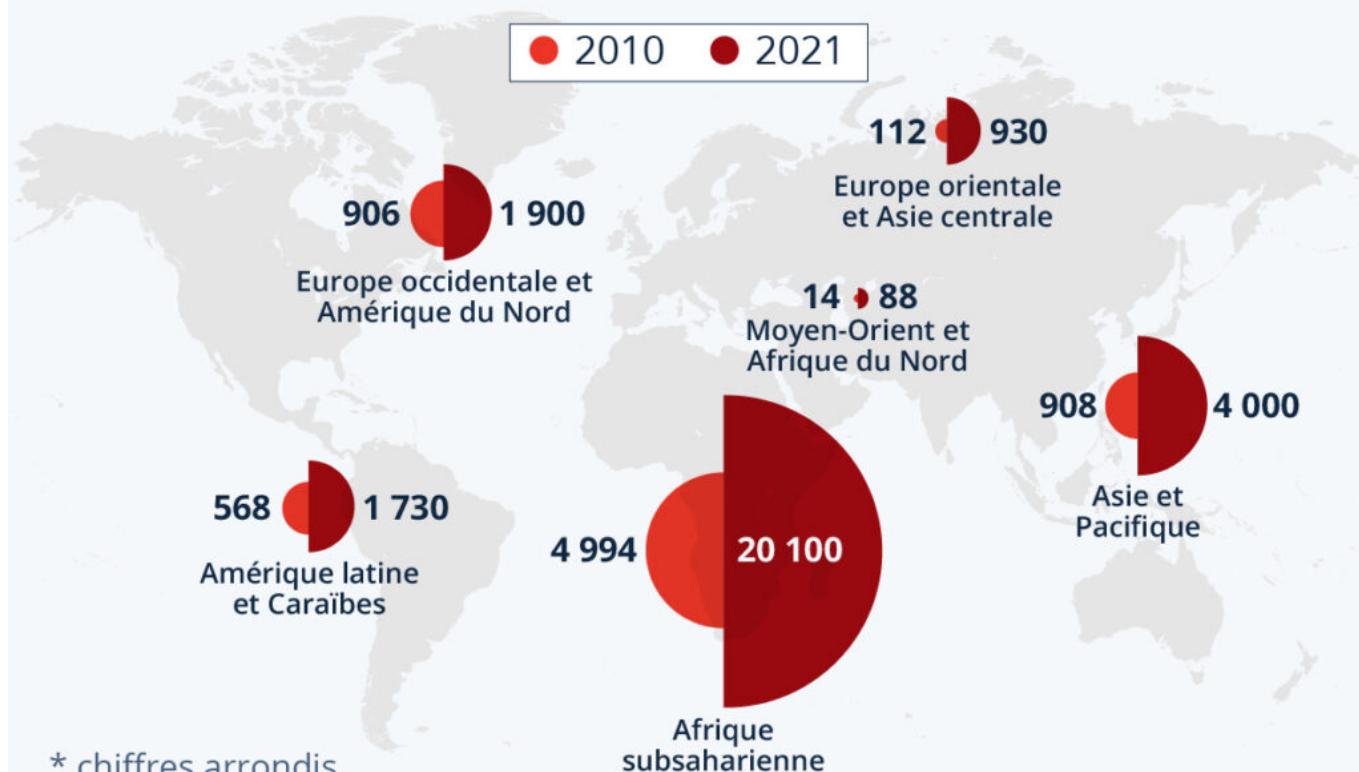 2010 2021
112 930
Europe orientale
et Asie centrale
906 1 900
Europe occidentale et
Amérique du Nord
14 88
Moyen-Orient et
Afrique du Nord
908 4 000
Asie et
Pacifique
568 1 730
Amérique latine
et Caraïbes
4 994 20 100
Afrique
subsaharienne
* chiffres arrondis